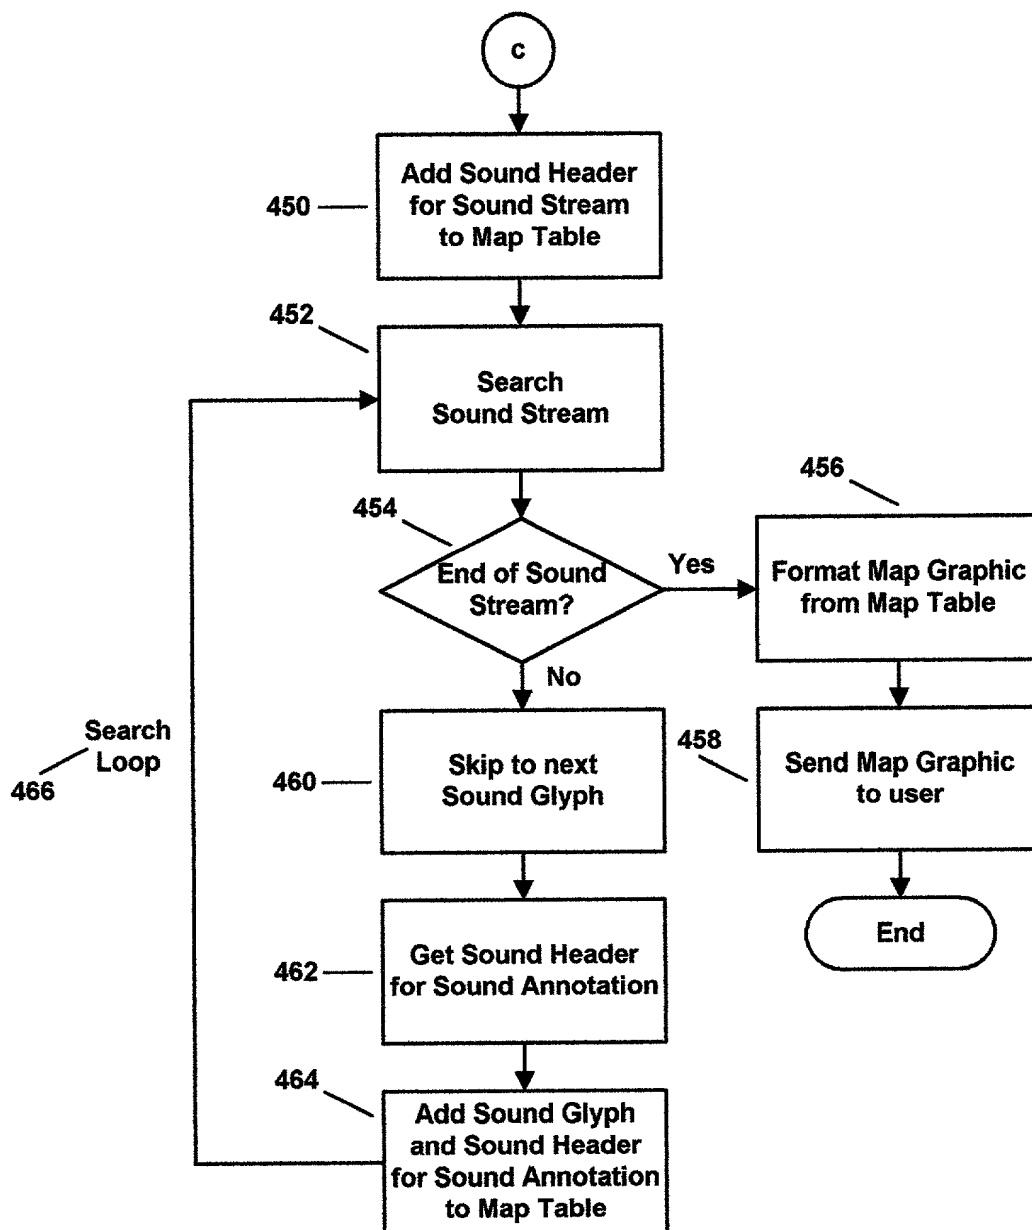 c
Add Sound Header
for Sound Stream
to Map Table
450
452
Search
Sound Stream
454
End of Sound
Stream?
Yes
No
456
Format Map Graphic
from Map Table
458
Send Map Graphic
to user
End
Search
Loop
466
460
Skip to next
Sound Glyph
462
Get Sound Header
for Sound Annotation
464
Add Sound Glyph
and Sound Header
for Sound Annotation
to Map Table